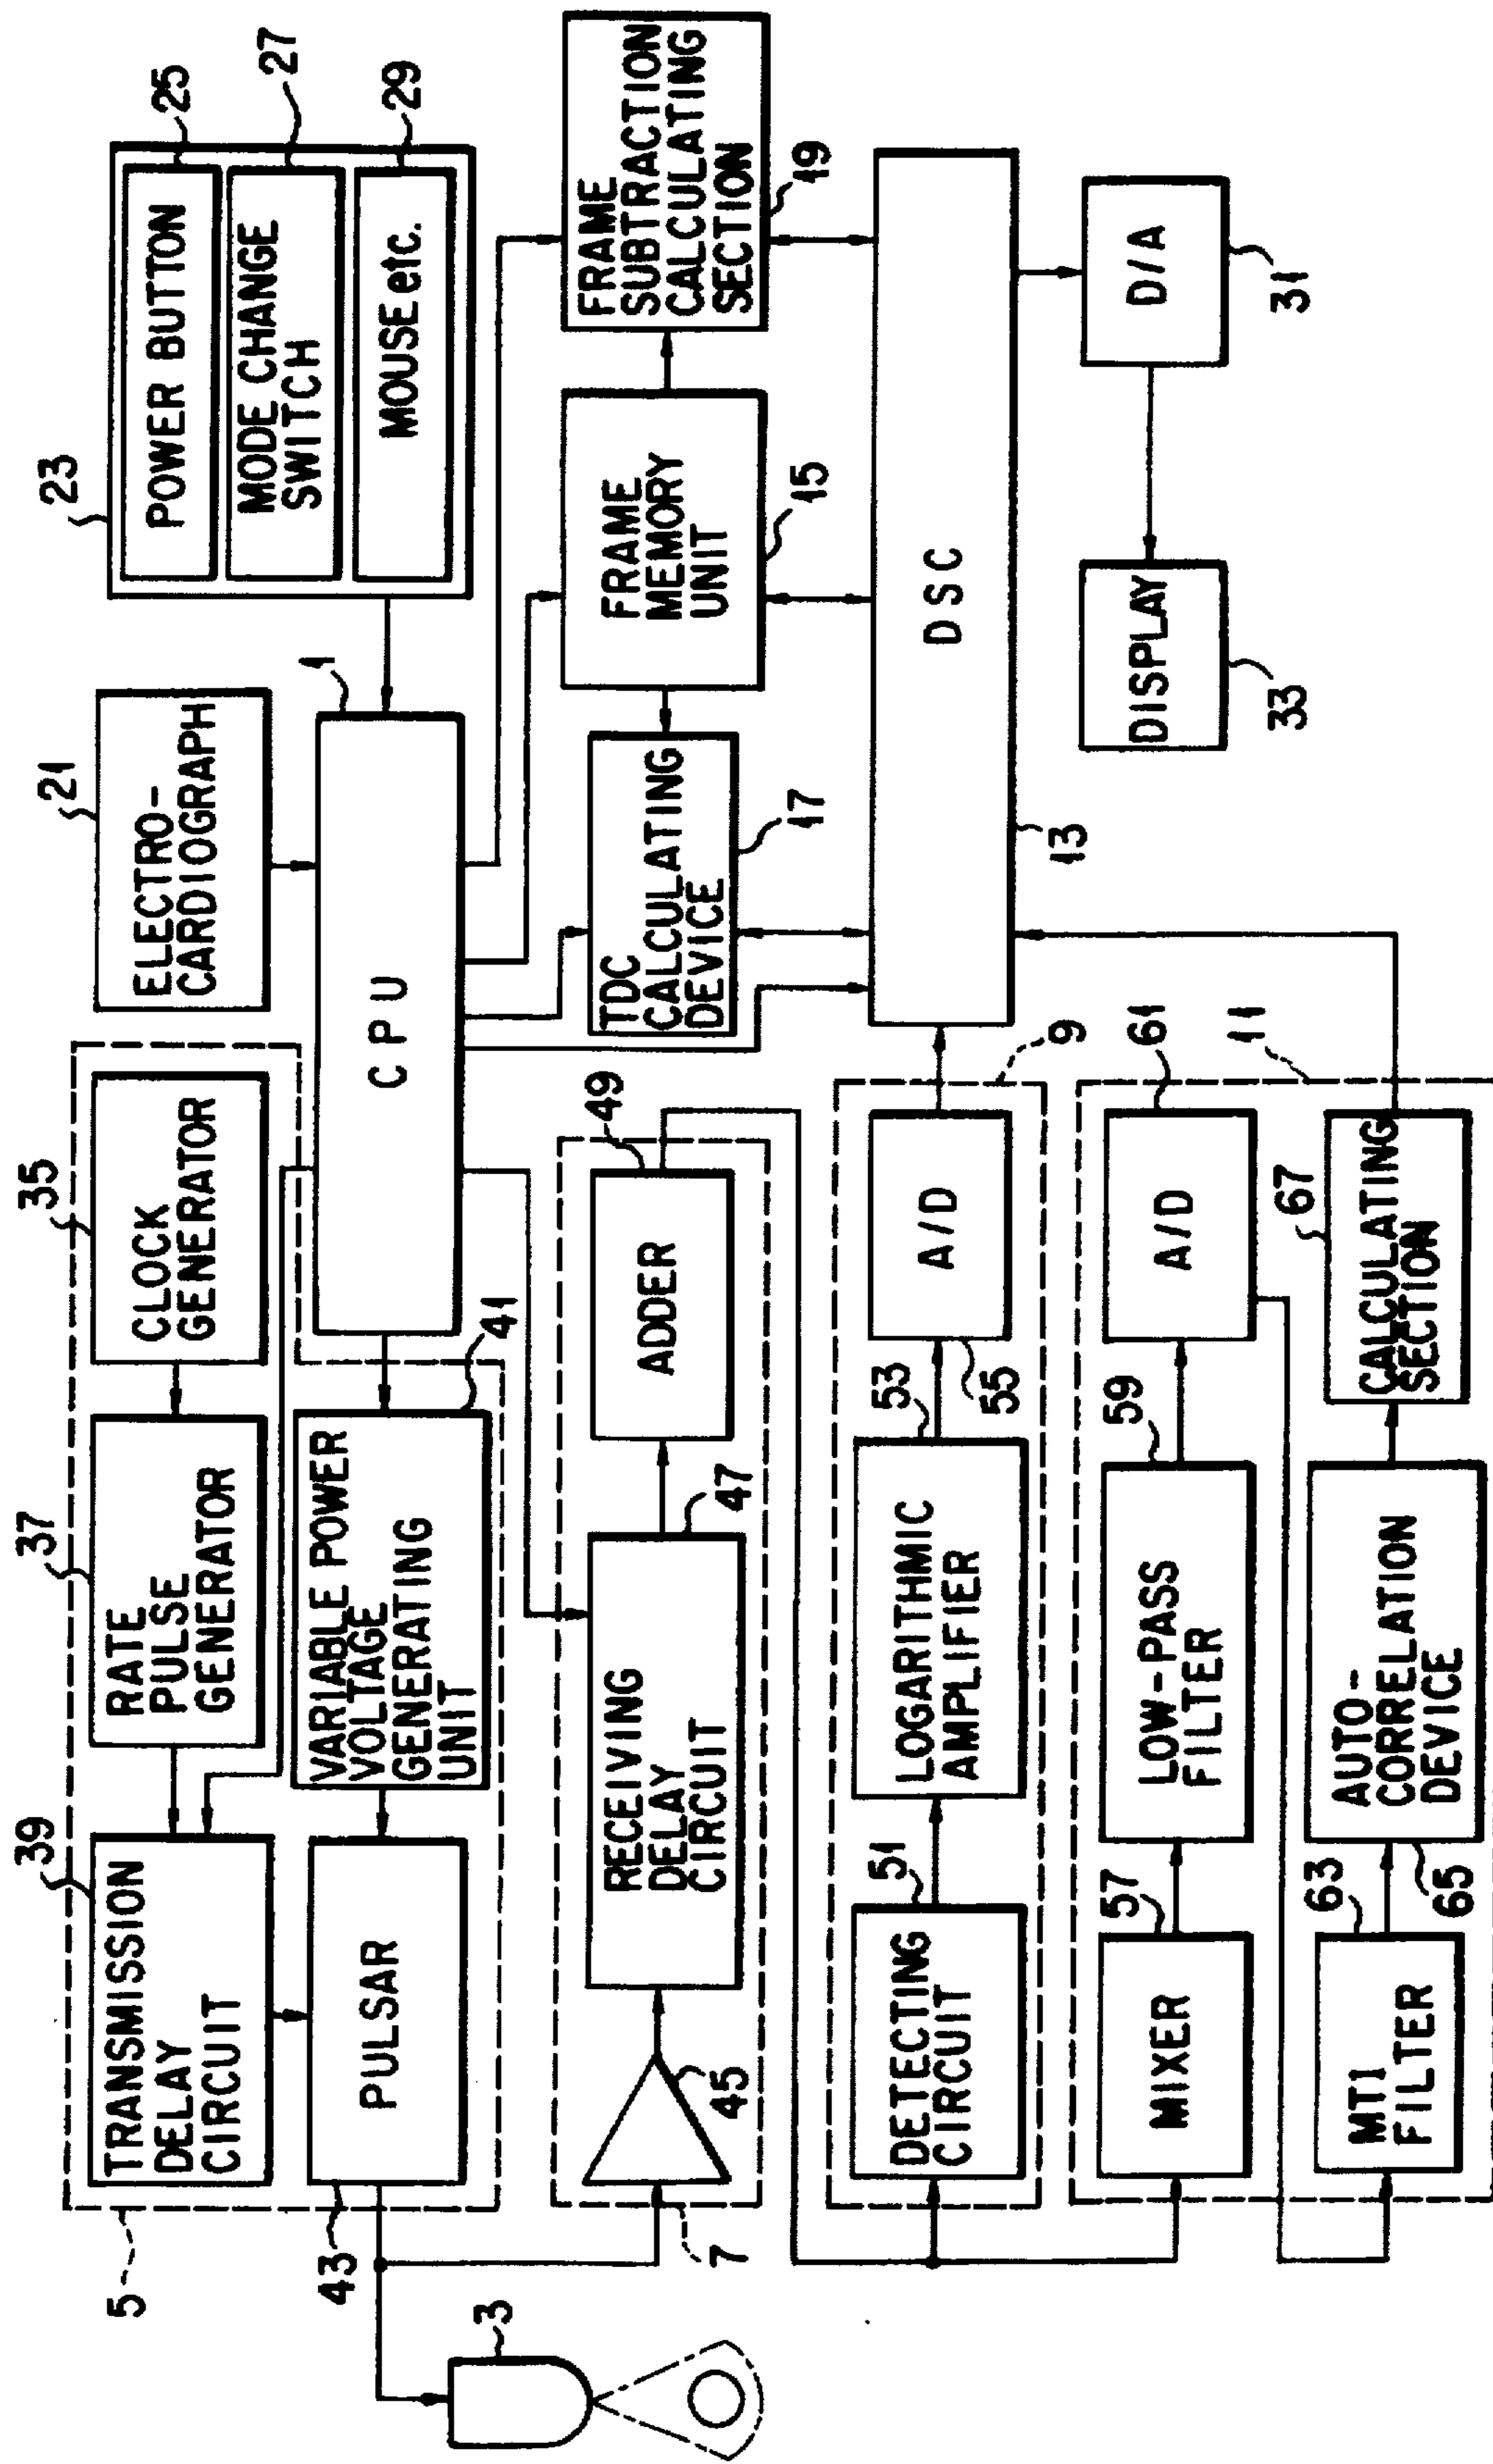 5
39
TRANSMISSION
DELAY
CIRCUIT
37
RATE
PULSE
GENERATOR
35
CLOCK
GENERATOR
21
ELECTRO-
CARDIOGRAPH
23
POWER BUTTON
25
MODE CHANGE
SWITCH
27
MOUSE etc.
29
43
PULSAR
VARIABLE POWER
VOLTAGE
GENERATING
UNIT
41
CPU
1
3
7
45
RECEIVING
DELAY
CIRCUIT
47
ADDER
49
TDC
CALCULATING
DEVICE
17
FRAME
MEMORY
UNIT
15
FRAME
SUBTRACTION
CALCULATING
SECTION
19
DETECTING
CIRCUIT
51
LOGARITHMIC
AMPLIFIER
53
A/D
55
9
DSC
13
MIXER
57
LOW-PASS
FILTER
59
A/D
61
11
DISPLAY
33
D/A
31
MTI
FILTER
63
AUTO-
CORRELATION
DEVICE
65
CALCULATING
SECTION
67